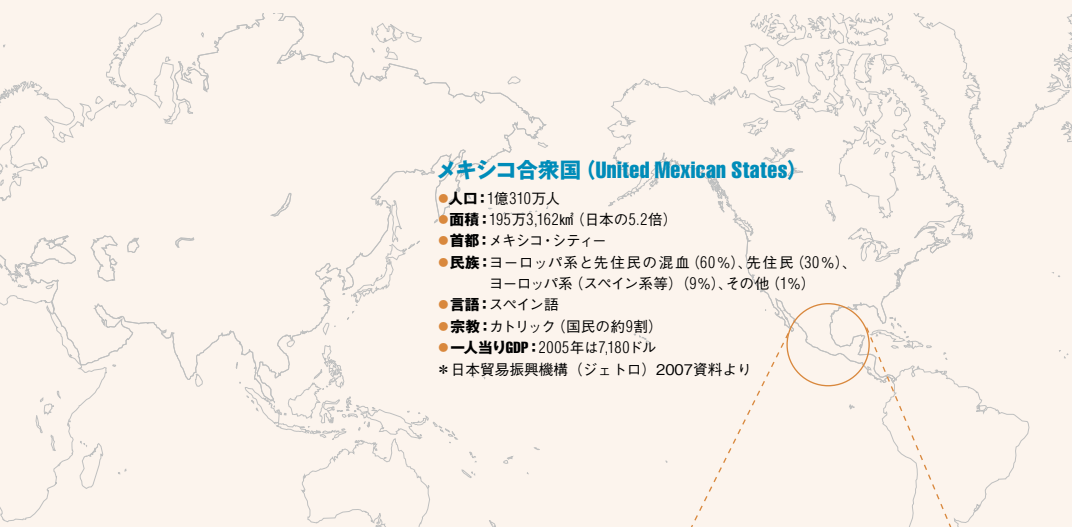 メキシコ合衆国（United Mexican States）
●人口：1億310万人
●面積：195万3,162㎢（日本の5.2倍）
●首都：メキシコ・シティー
●民族：ヨーロッパ系と先住民の混血（60％）、先住民（30％）、
ヨーロッパ系（スペイン系等）（9％）、その他（1％）
●言語：スペイン語
●宗教：カトリック（国民の約9割）
●一人当りGDP：2005年は7,180ドル
＊日本貿易振興機構（ジェトロ）2007資料より